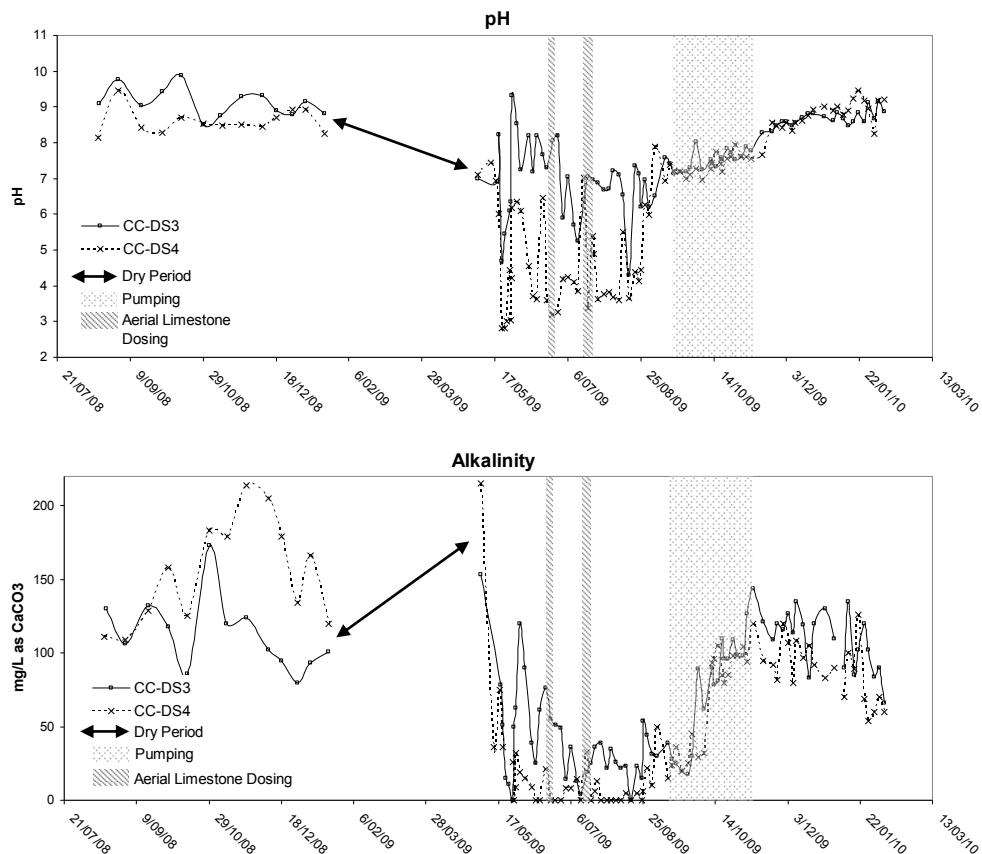 pH
11
10
9
8
7
6
5
4
3
2
pH
CC-DS3
CC-DS4
Dry Period
Pumping
Aerial Limestone
Dosing
21/07/08
9/09/08
29/10/08
18/12/08
6/02/09
28/03/09
17/05/09
6/07/09
25/08/09
14/10/09
3/12/09
22/01/10
13/03/10
Alkalinity
200
150
100
50
0
mg/L as CaCO3
CC-DS3
CC-DS4
Dry Period
Pumping
Aerial Limestone Dosing
21/07/08
9/09/08
29/10/08
18/12/08
6/02/09
28/03/09
17/05/09
6/07/09
25/08/09
14/10/09
3/12/09
22/01/10
13/03/10